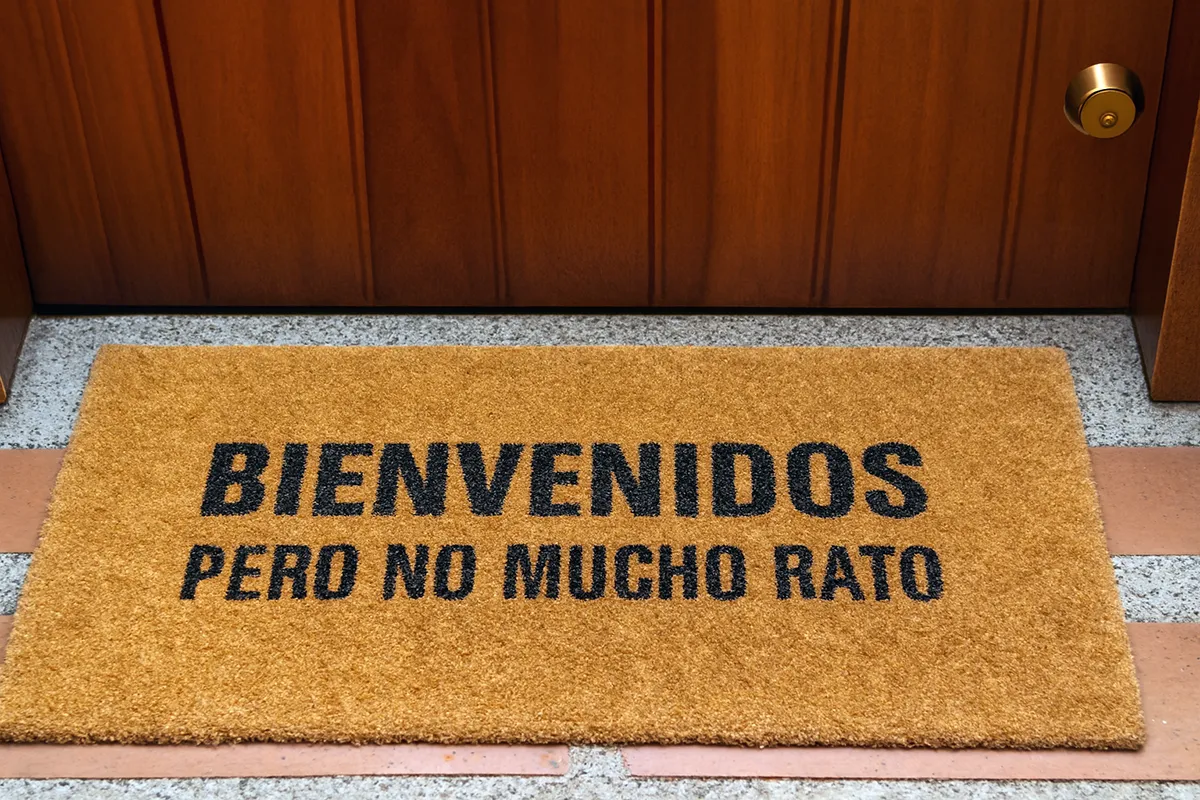 BIENVENIDOS
PERO NO MUCHO RATO